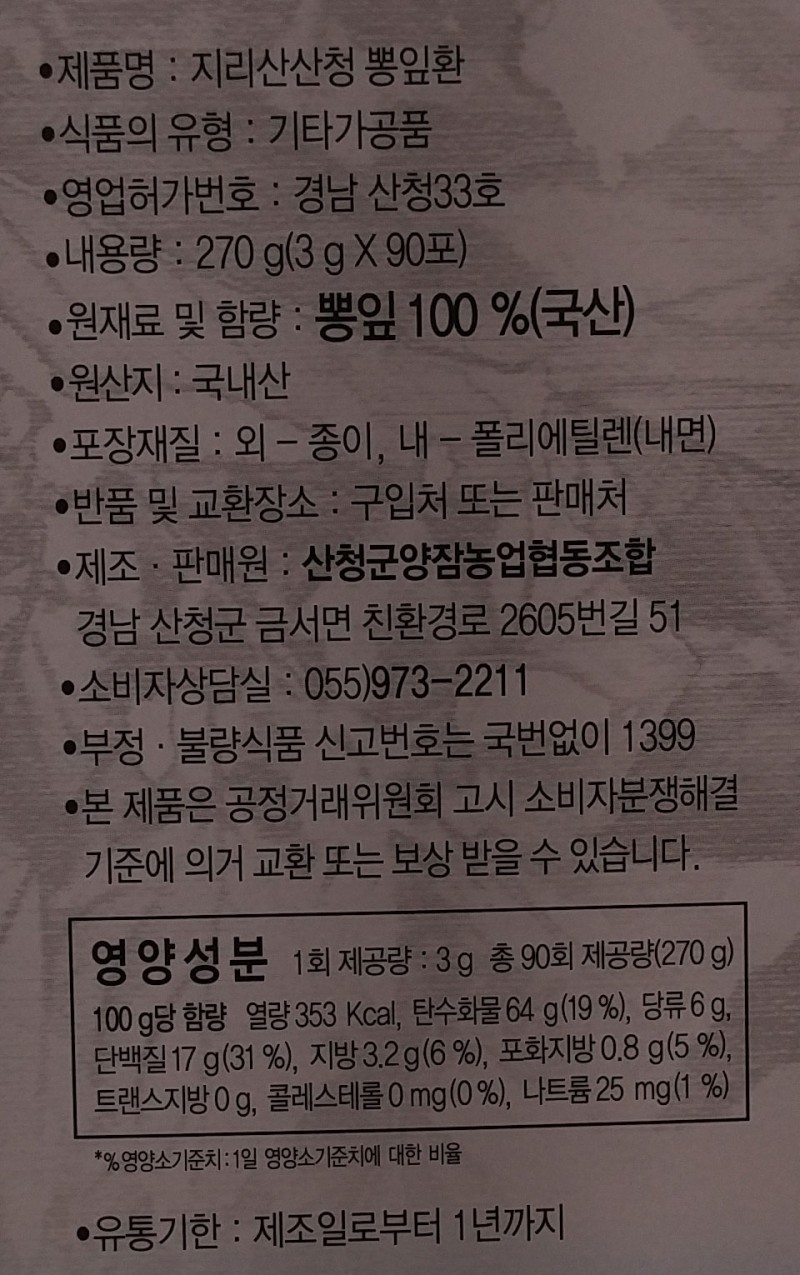 •제품명 : 지리산산청 뽕잎환
•식품의 유형 : 기타가공품
•영업허가번호 : 경남 산청33호
•내용량 : 270 g(3 g X 90포)
•원재료 및 함량 : 뽕잎 100 %(국산)
•원산지 : 국내산
•포장재질 : 외 – 종이, 내 – 폴리에틸렌(내면)
•반품 및 교환장소 : 구입처 또는 판매처
•제조 · 판매원 : 산청군양잠농업협동조합
경남 산청군 금서면 친환경로 2605번길 51
•소비자상담실 : 055)973-2211
•부정 · 불량식품 신고번호는 국번없이 1399
•본 제품은 공정거래위원회 고시 소비자분쟁해결
기준에 의거 교환 또는 보상 받을 수 있습니다.
영양성분 1회 제공량 : 3 g 총 90회 제공량(270 g)
100 g당 함량 열량 353 Kcal, 탄수화물 64 g(19 %), 당류 6 g,
단백질 17 g(31 %), 지방 3.2 g(6 %), 포화지방 0.8 g(5 %),
트랜스지방 0 g, 콜레스테롤 0 mg(0 %), 나트륨 25 mg(1 %)
*%영양소기준치:1일 영양소기준치에 대한 비율
•유통기한 : 제조일로부터 1년까지